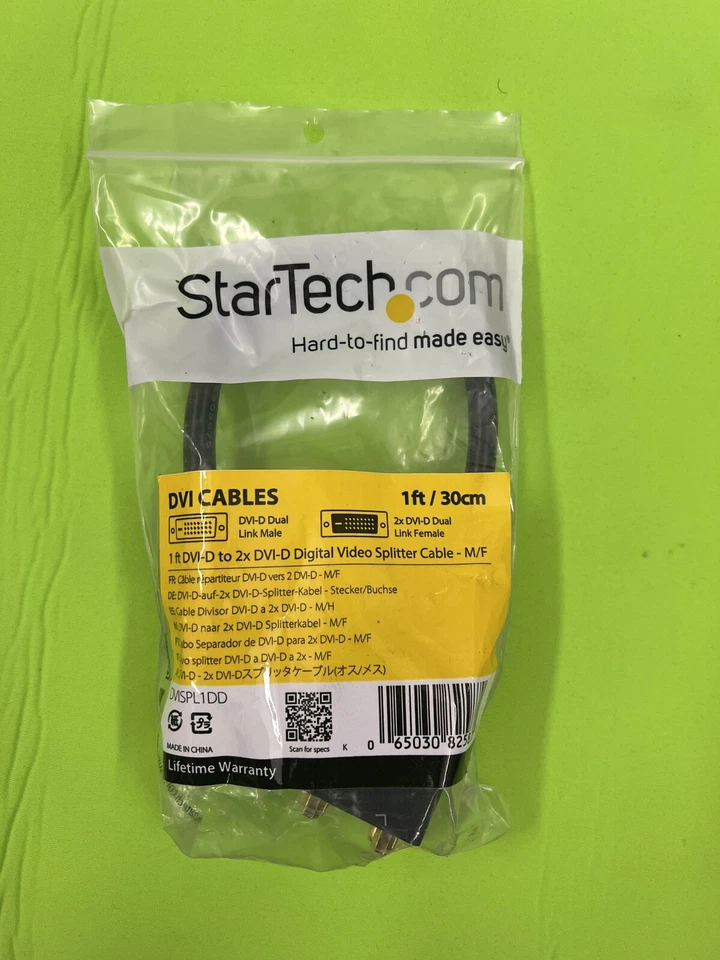 StarTech.com
Hard-to-find made easy®
DVI CABLES
1ft / 30cm
DVI-D Dual
Link Male
2x DVI-D Dual
Link Female
1 ft DVI-D to 2x DVI-D Digital Video Splitter Cable - M/F
FR: Câble répartiteur DVI-D vers 2 DVI-D - M/F
DE: DVI-D-auf-2x DVI-D-Splitter-Kabel - Stecker/Buchse
ES: Cable Divisor DVI-D a 2x DVI-D - M/H
DVI-D naar 2x DVI-D Splitterkabel - M/F
Cabo Separador de DVI-D para 2x DVI-D - M/F
splitter DVI-D a DVI-D a 2x - M/F
DVI-D - 2x DVI-Dスプリッタケーブル(オス/メス)
DVISPL1DD
紙
プラ
MADE IN CHINA
Scan for specs
K
0 65030 825
Lifetime Warranty